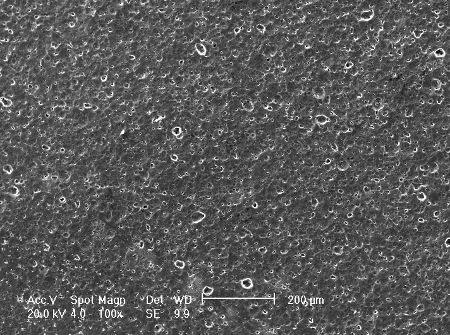 Acc.V Spot Magn Det WD 200 µm
20.0 kV 4.0 100x SE 9.9